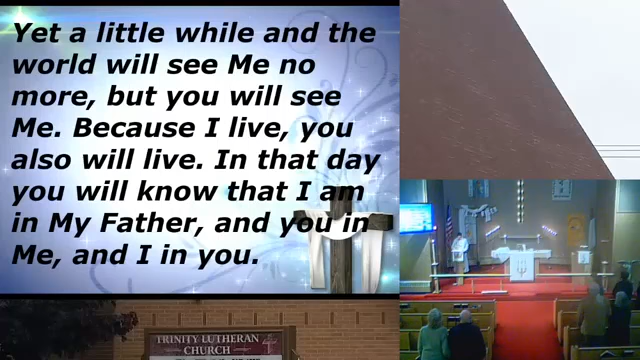 Yet a little while and the
world will see Me no
more, but you will see
Me. Because I live, you
also will live. In that day
you will know that I am
in My Father, and you in
Me, and I in you.
TRINITY LUTHERAN
CHURCH